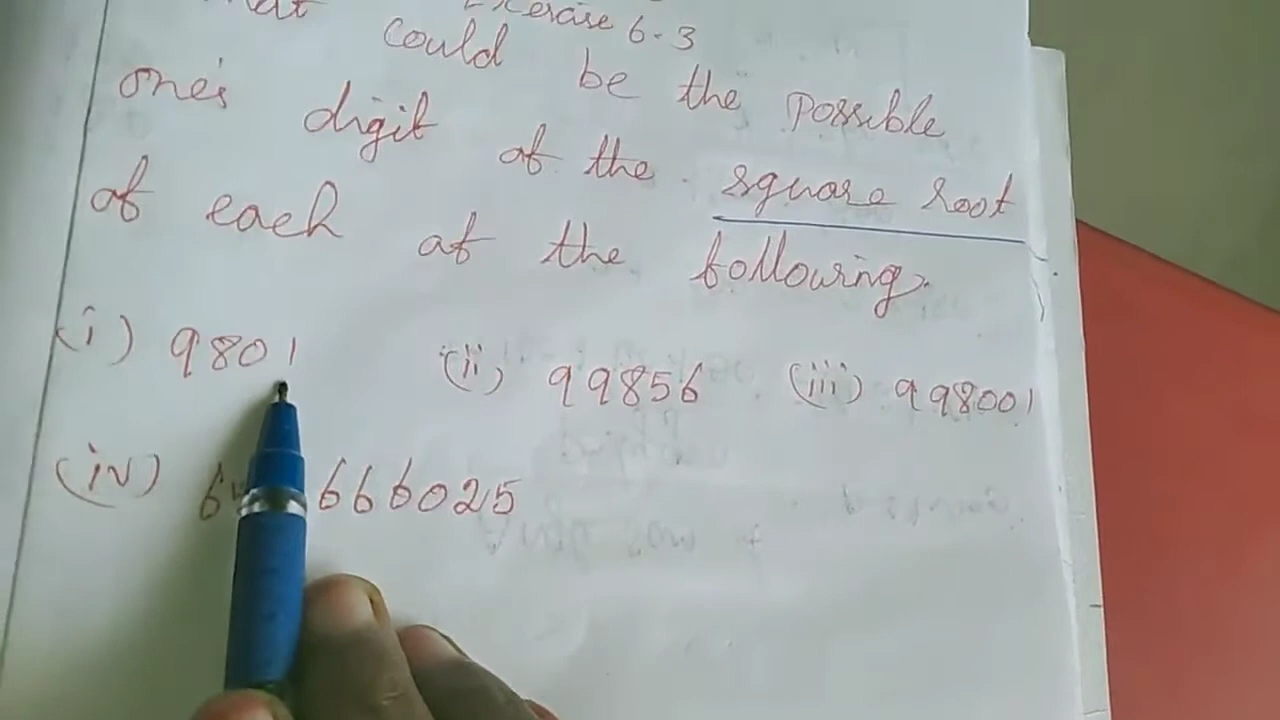 Exercise 6.3
could be the possible
one's digit of the square root
of each of the following.
(i) 9801 (ii) 99856 (iii) 998001
(iv) 666025